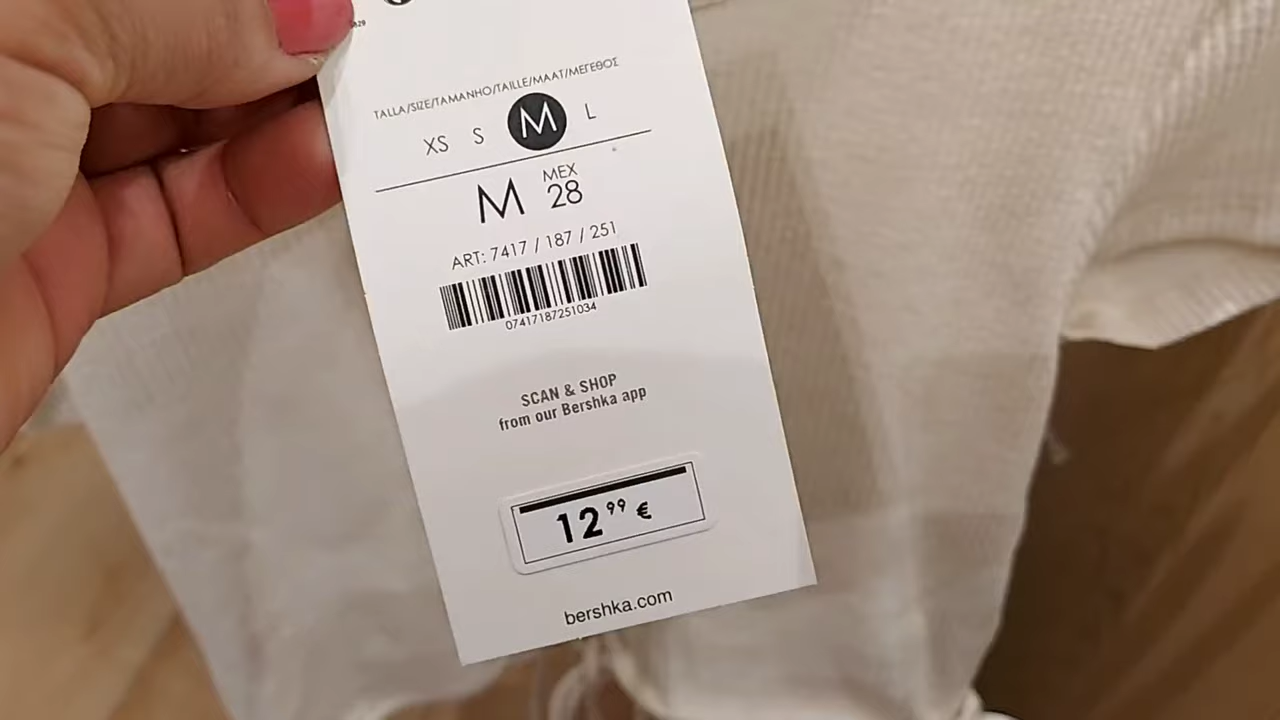 TALLA/SIZE/TAMANHO/TAILLE/MAAT/ΜΕΓΕΘΟΣ
XS S M L
M MEX 28
ART: 7417 / 187 / 251
07417187251034
SCAN & SHOP
from our Bershka app
12 99 €
bershka.com